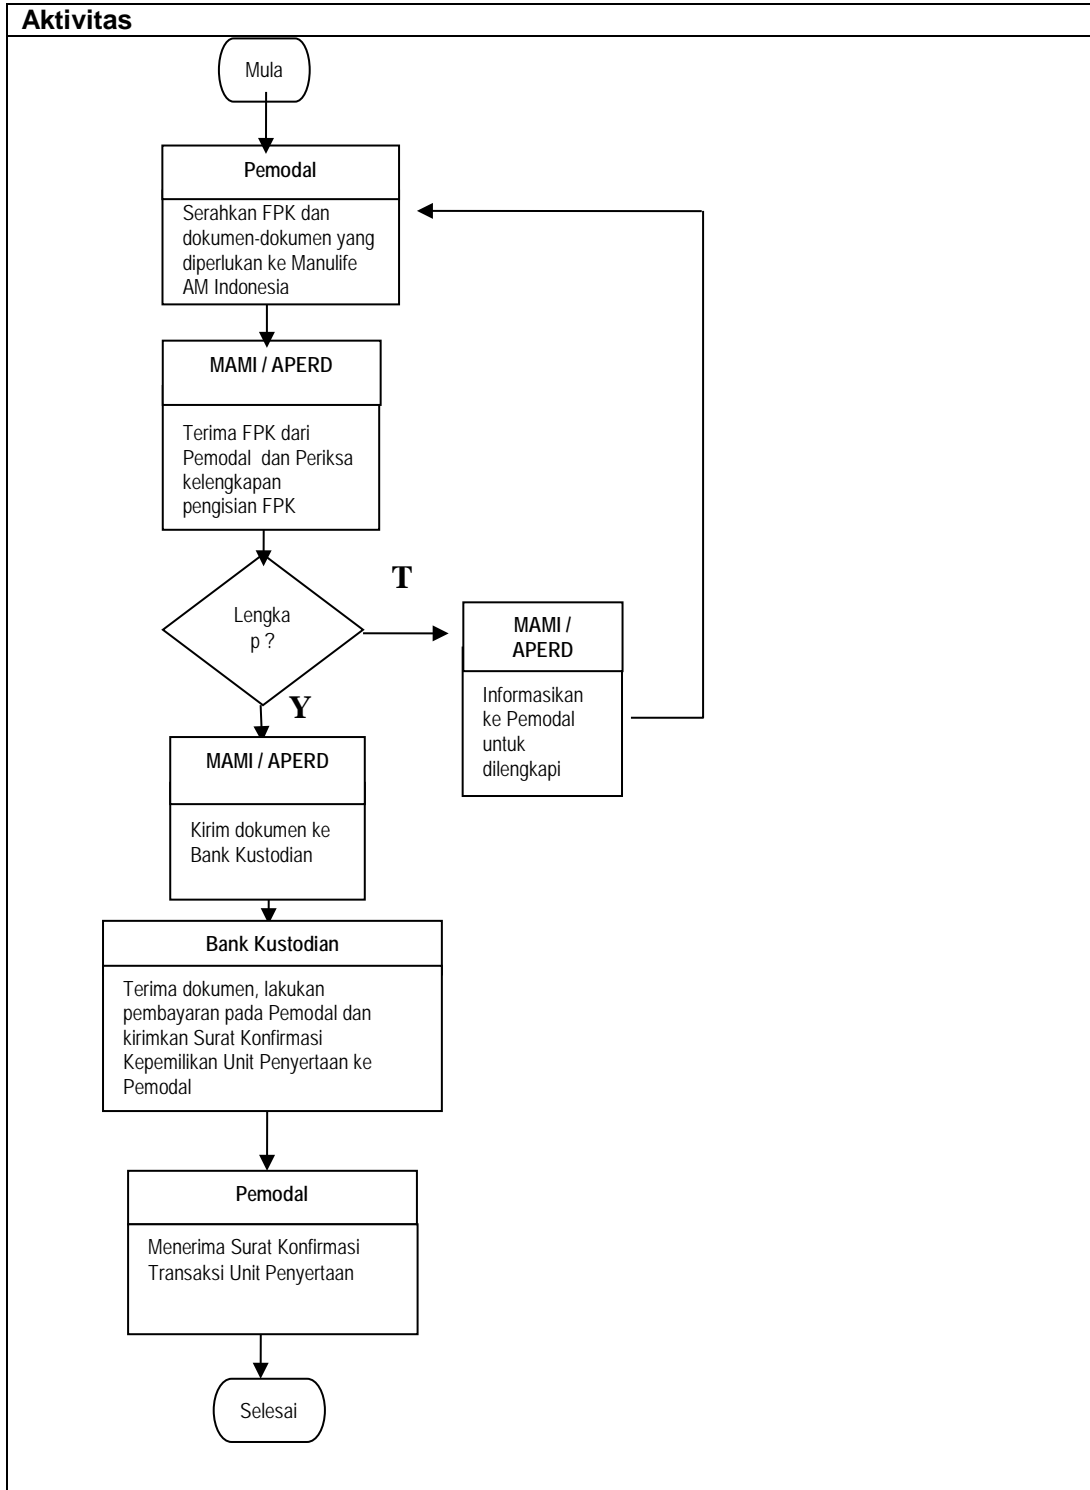 Aktivitas
Mula
Pemodal
Serahkan FPK dan
dokumen-dokumen yang
diperlukan ke Manulife
AM Indonesia
MAMI / APERD
Terima FPK dari
Pemodal  dan Periksa
kelengkapan
pengisian FPK
Lengka
p ?
T
MAMI /
APERD
Informasikan
ke Pemodal
untuk
dilengkapi
Y
MAMI / APERD
Kirim dokumen ke
Bank Kustodian
Bank Kustodian
Terima dokumen, lakukan
pembayaran pada Pemodal dan
kirimkan Surat Konfirmasi
Kepemilikan Unit Penyertaan ke
Pemodal
Pemodal
Menerima Surat Konfirmasi
Transaksi Unit Penyertaan
Selesai